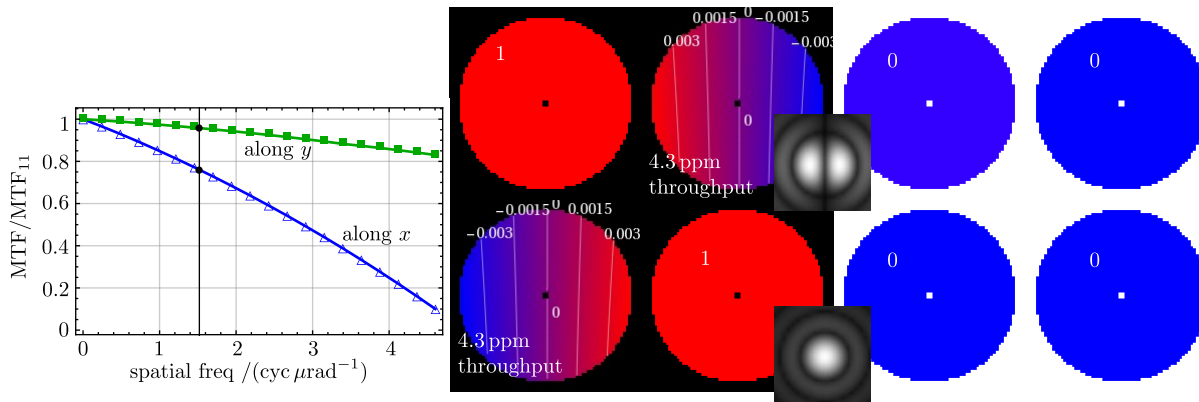 1
0.8
0.6
0.4
0.2
0
MTF/MTF₁₁
along y
along x
0 1 2 3 4
spatial freq /(cyc μrad⁻¹)
1
0.003 0.0015 0 -0.0015 -0.003
0
4.3 ppm
throughput
0
0
-0.003 -0.0015 0 0.0015 0.003
0
4.3 ppm
throughput
1
0
0